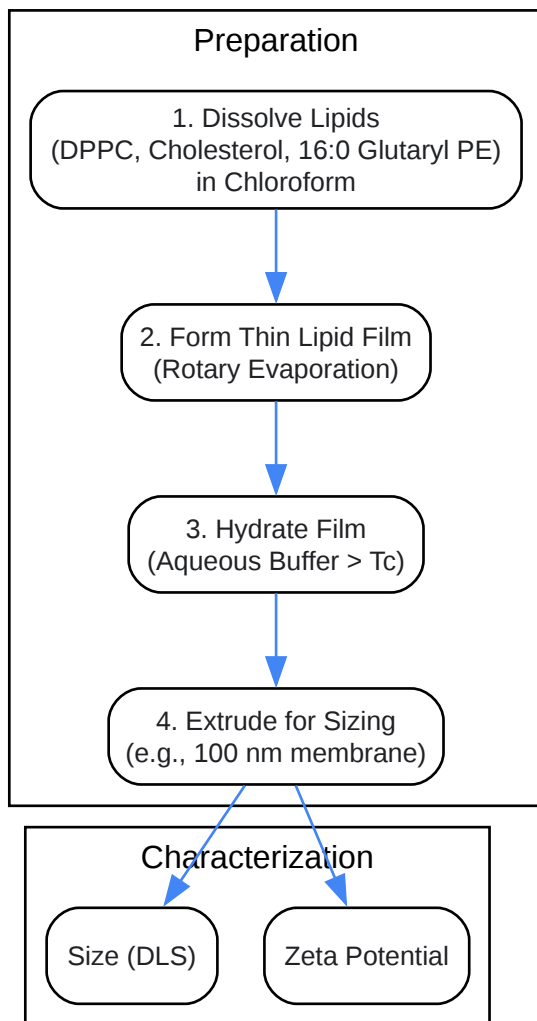 Preparation
1. Dissolve Lipids
(DPPC, Cholesterol, 16:0 Glutaryl PE)
in Chloroform
2. Form Thin Lipid Film
(Rotary Evaporation)
3. Hydrate Film
(Aqueous Buffer > Tc)
4. Extrude for Sizing
(e.g., 100 nm membrane)
Characterization
Size (DLS)
Zeta Potential